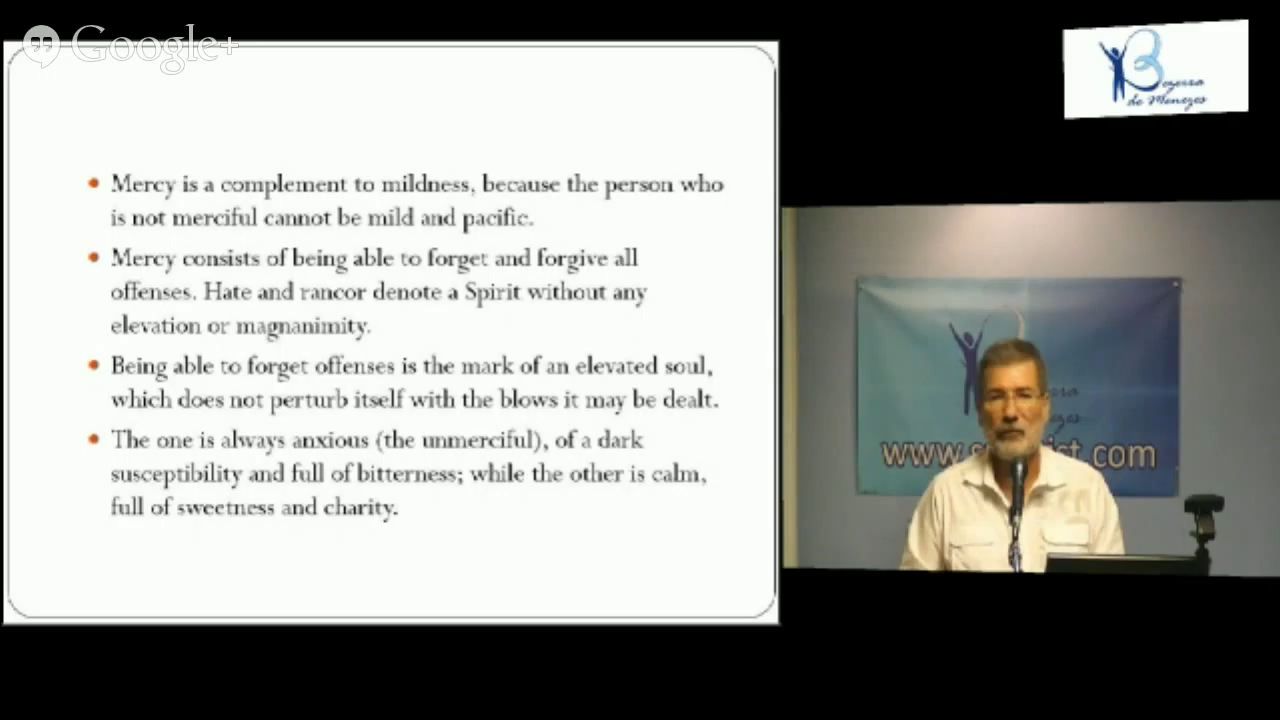 Google+
Bezerra
de Menezes
Mercy is a complement to mildness, because the person who
is not merciful cannot be mild and pacific.
Mercy consists of being able to forget and forgive all
offenses. Hate and rancor denote a Spirit without any
elevation or magnanimity.
Being able to forget offenses is the mark of an elevated soul,
which does not perturb itself with the blows it may be dealt.
The one is always anxious (the unmerciful), of a dark
susceptibility and full of bitterness; while the other is calm,
full of sweetness and charity.
www.s ist.com